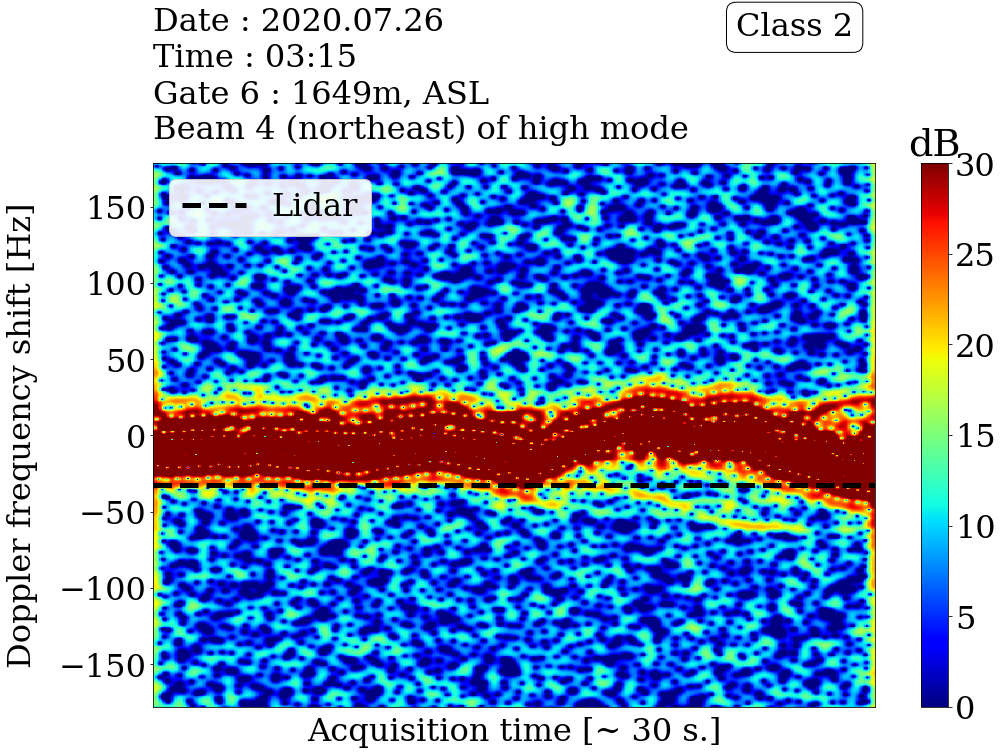 Date : 2020.07.26
Class 2
Time : 03:15
Gate 6 : 1649m, ASL
Beam 4 (northeast) of high mode
dB
Lidar
Doppler frequency shift [Hz]
150
100
50
0
−50
−100
−150
30
25
20
15
10
5
0
Acquisition time [~ 30 s.]